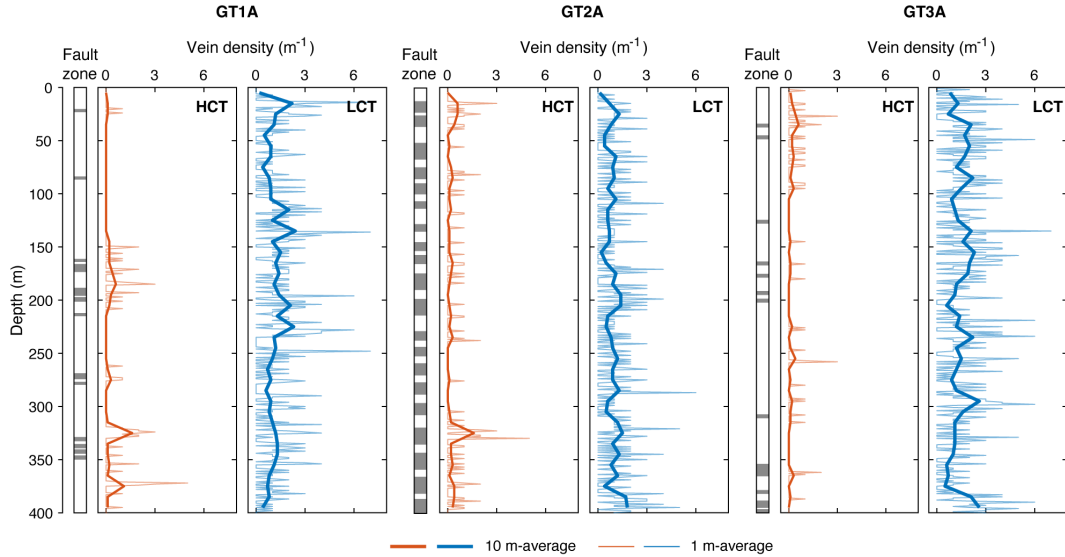 GT1A
GT2A
GT3A
Fault zone
Vein density (m⁻¹)
Fault zone
Vein density (m⁻¹)
Fault zone
Vein density (m⁻¹)
0 3 6 0 3 6 0 3 6 0 3 6 0 3 6 0 3 6
HCT LCT HCT LCT HCT LCT
Depth (m)
0
50
100
150
200
250
300
350
400
10 m-average
1 m-average